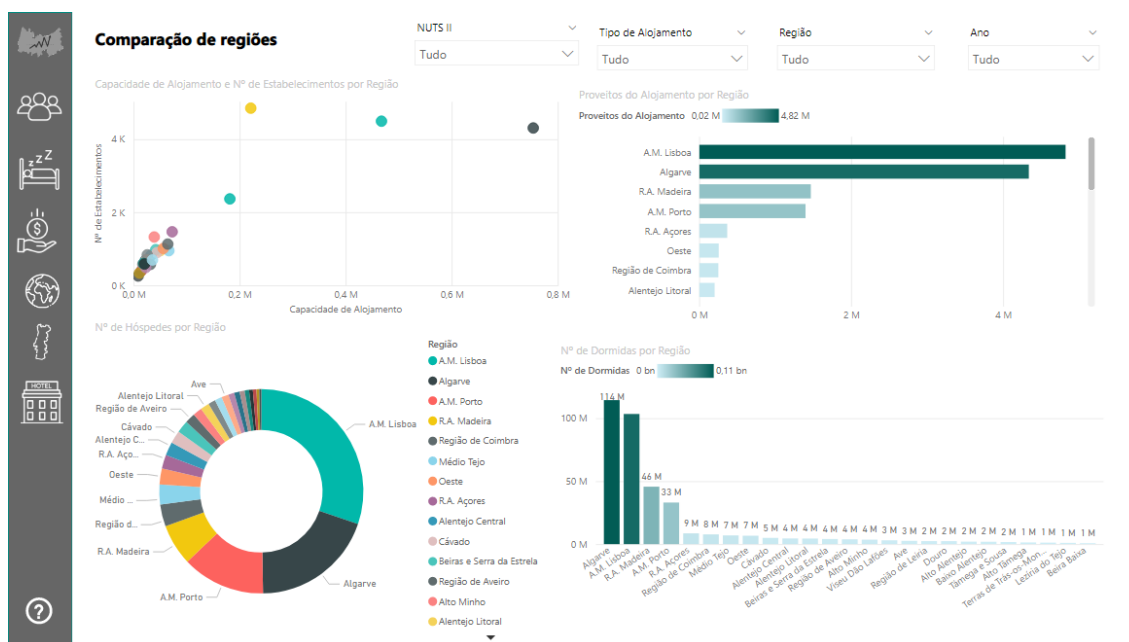 Comparação de regiões
NUTS II
Tudo
Tipo de Alojamento
Tudo
Região
Tudo
Ano
Tudo
Capacidade de Alojamento e Nº de Estabelecimentos por Região
Nº de Estabelecimentos
4 K
2 K
0 K
0,0 M 0,2 M 0,4 M 0,6 M 0,8 M
Capacidade de Alojamento
Proveitos do Alojamento por Região
Proveitos do Alojamento 0,02 M 4,82 M
A.M. Lisboa
Algarve
R.A. Madeira
A.M. Porto
R.A. Açores
Oeste
Região de Coimbra
Alentejo Litoral
0 M 2 M 4 M
Nº de Hóspedes por Região
Ave
Alentejo Litoral
Região de Aveiro
Cávado
Alentejo C...
R.A. Aço...
Oeste
Médio ...
Região d...
R.A. Madeira
A.M. Porto
Algarve
A.M. Lisboa
Região
A.M. Lisboa
Algarve
A.M. Porto
R.A. Madeira
Região de Coimbra
Médio Tejo
Oeste
R.A. Açores
Alentejo Central
Cávado
Beiras e Serra da Estrela
Região de Aveiro
Alto Minho
Alentejo Litoral
Nº de Dormidas por Região
Nº de Dormidas 0 bn 0,11 bn
100 M
50 M
0 M
114 M
46 M
33 M
9 M 8 M 7 M 7 M 5 M 4 M 4 M 4 M 4 M 4 M 3 M 3 M 2 M 2 M 2 M 2 M 2 M 1 M 1 M 1 M 1 M
Algarve
A.M. Lisboa
R.A. Madeira
A.M. Porto
R.A. Açores
Região de Coimbra
Médio Tejo
Oeste
Cávado
Alentejo Central
Alentejo Litoral
Beiras e Serra da Estrela
Região de Aveiro
Alto Minho
Viseu Dão Lafões
Ave
Região de Leiria
Douro
Alto Alentejo
Baixo Alentejo
Tâmega e Sousa
Alto Tâmega
Terras de Trás-os-Mon...
Lezíria do Tejo
Beira Baixa
HOTEL
z z Z
$
?